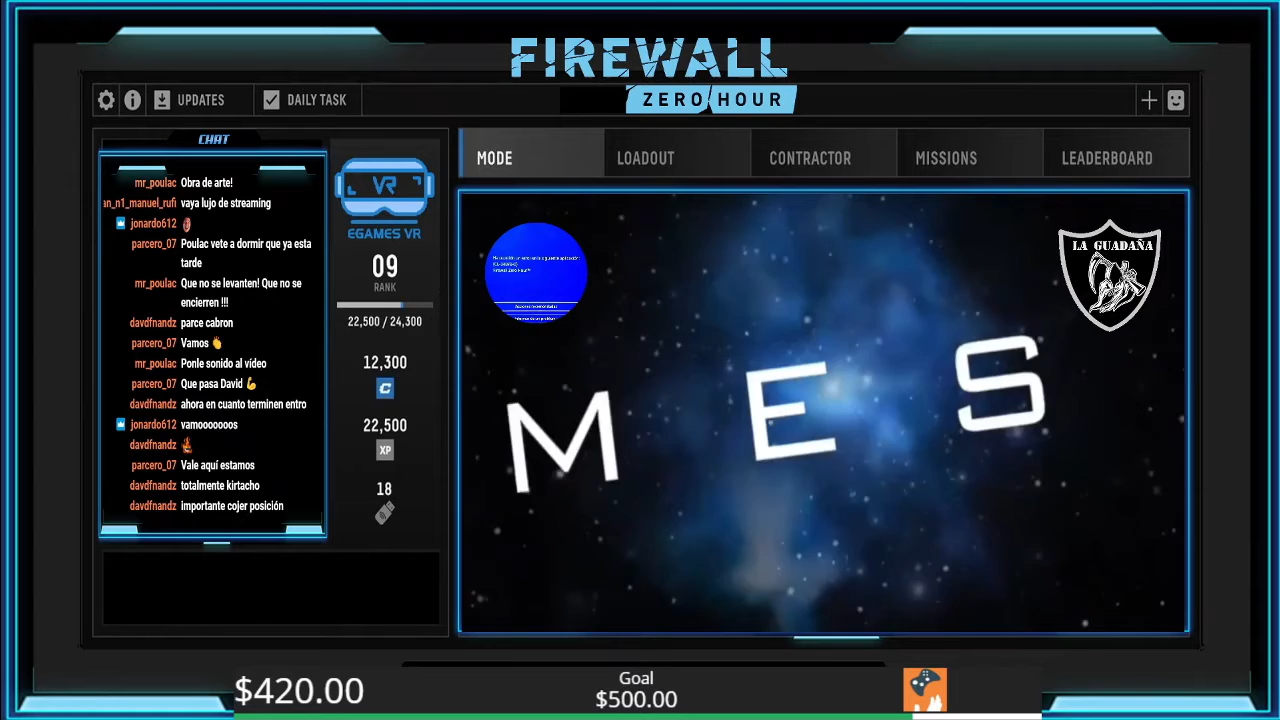 FIREWALL
ZERO HOUR
UPDATES
DAILY TASK
CHAT
mr_poulac Obra de arte!
an_n1_manuel_rufi vaya lujo de streaming
jonardo612
parcero_07 Poulac vete a dormir que ya esta
tarde
mr_poulac Que no se levanten! Que no se
encierren !!!
davdfnandz parce cabron
parcero_07 Vamos 👏
mr_poulac Ponle sonido al vídeo
parcero_07 Que pasa David 💪
davdfnandz ahora en cuanto terminen entro
jonardo612 vamooooooos
davdfnandz
parcero_07 Vale aquí estamos
davdfnandz totalmente kirtacho
davdfnandz importante cojer posición
VR
EGAMES VR
09
RANK
22,500 / 24,300
12,300
C
22,500
XP
18
MODE
LOADOUT
CONTRACTOR
MISSIONS
LEADERBOARD
LA GUADAÑA
M E S
$420.00
Goal
$500.00